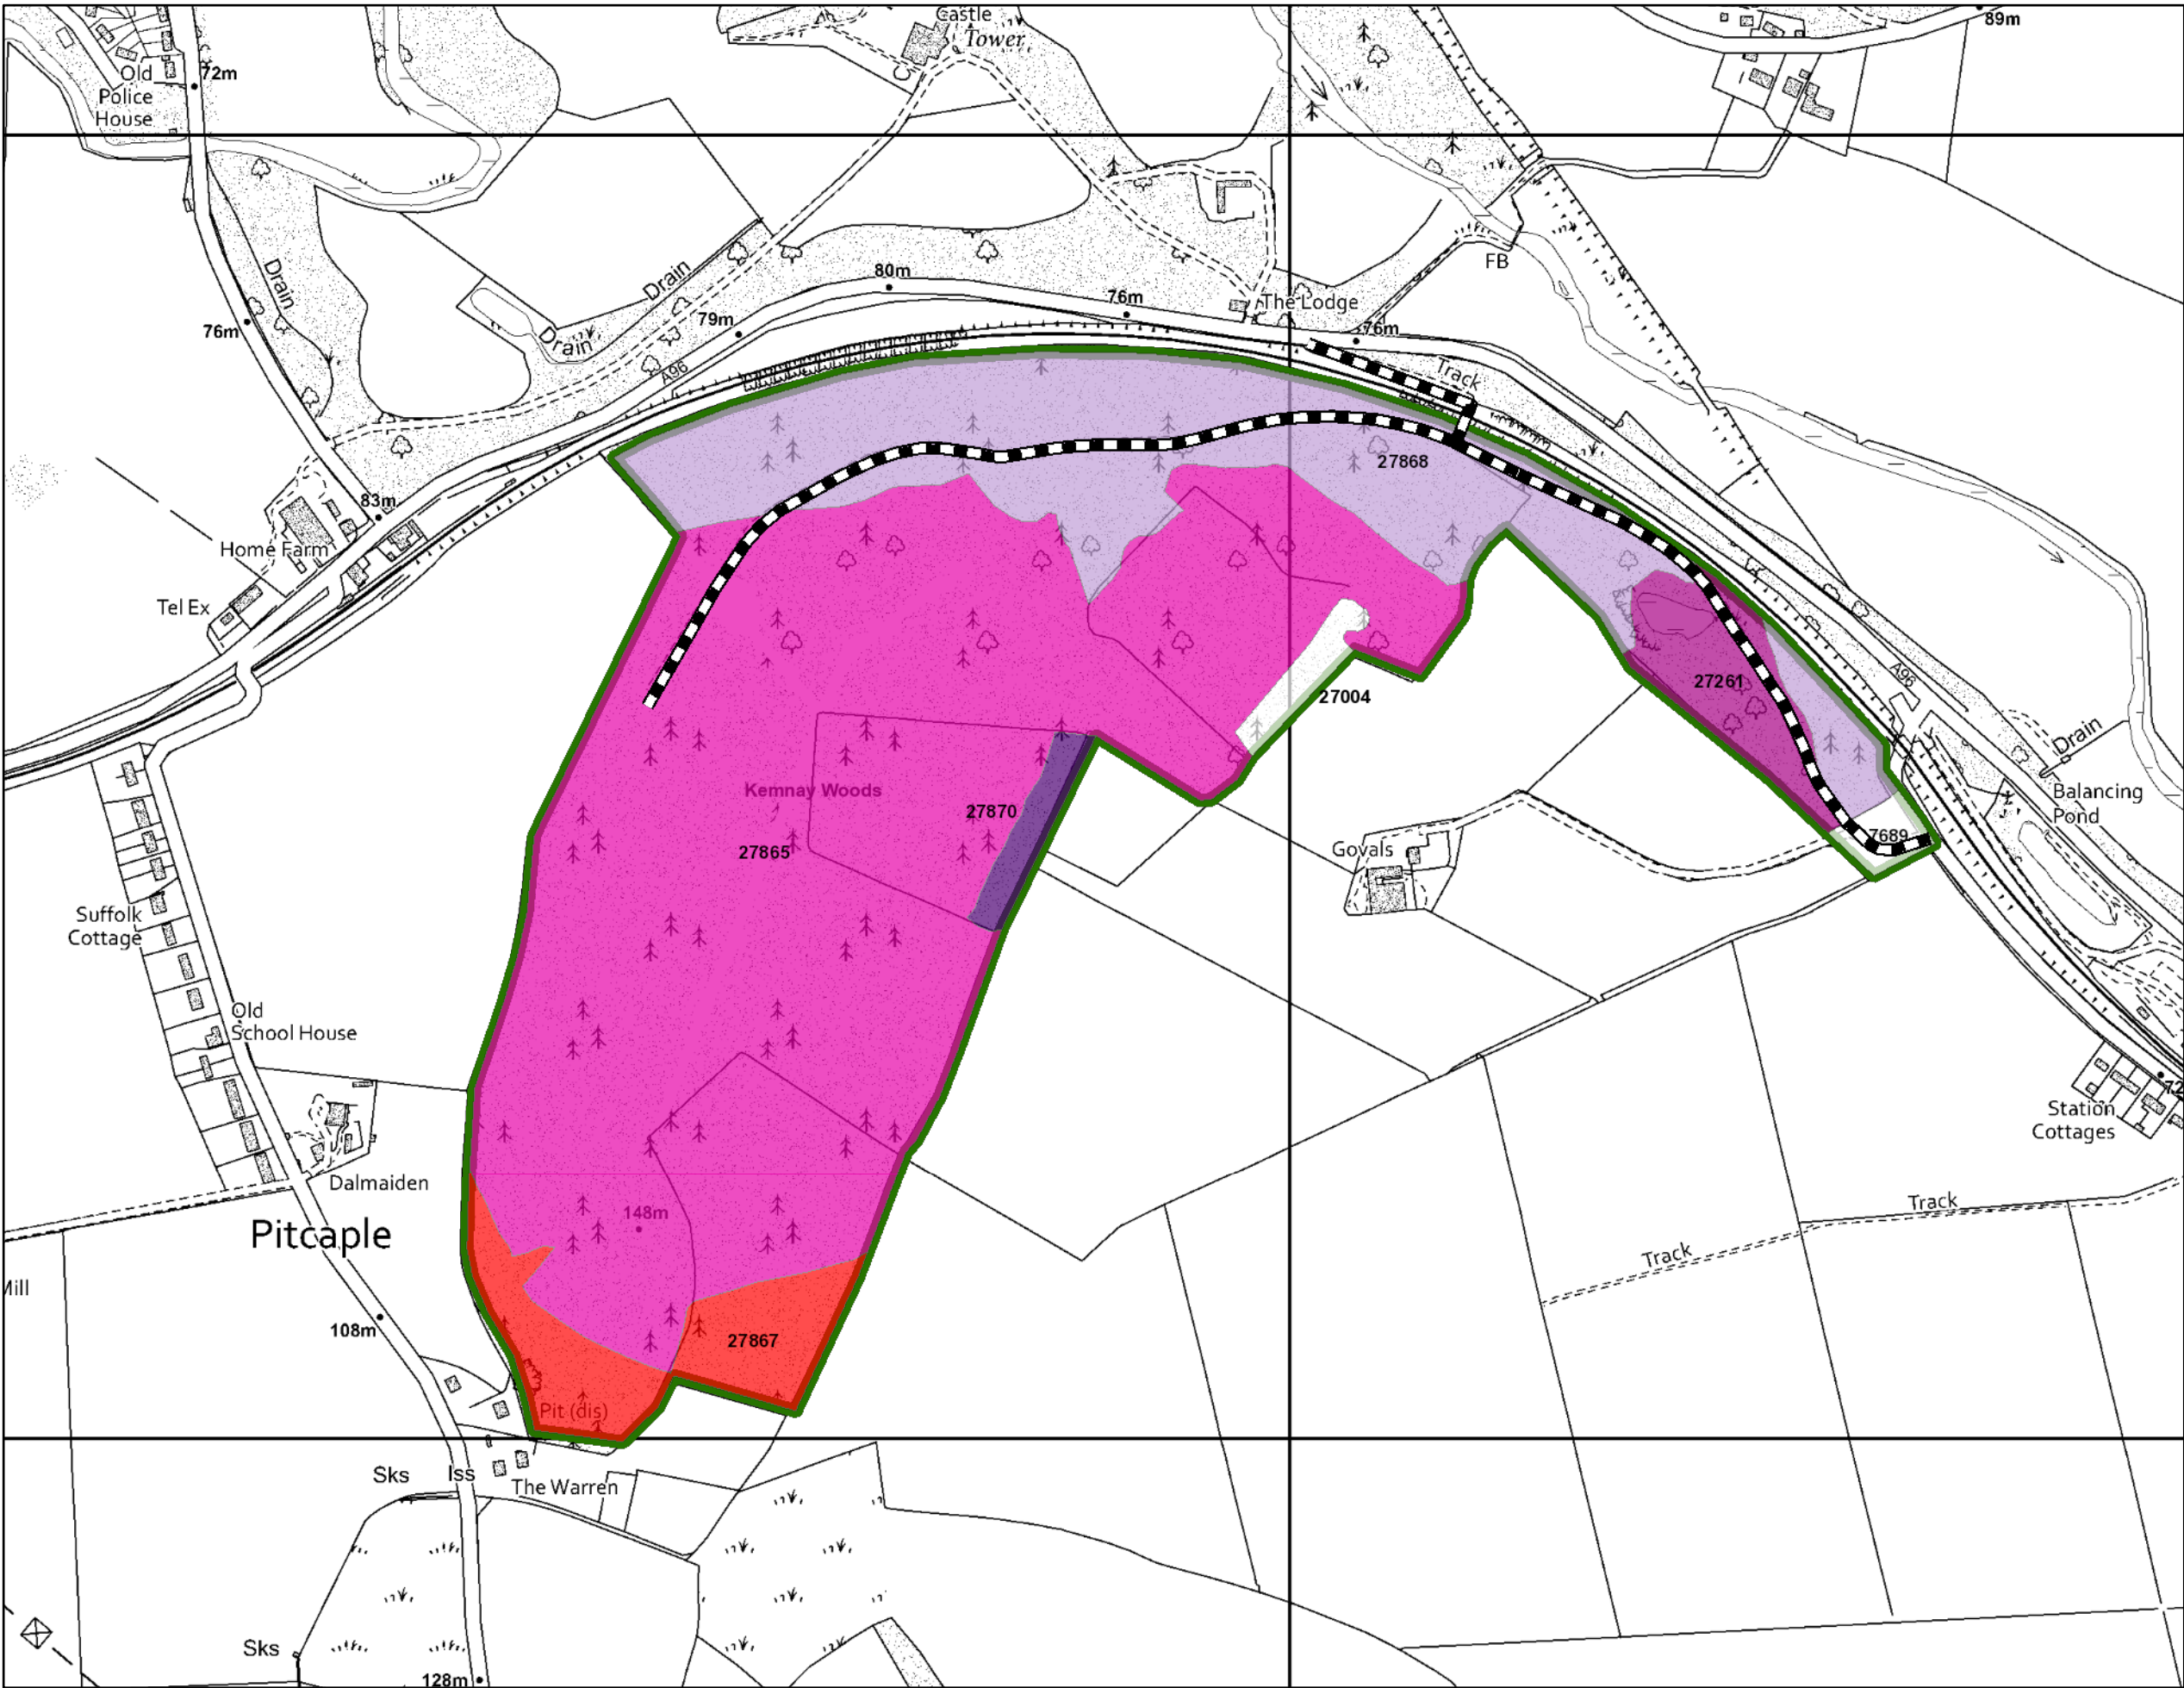 Castle
Tower
89m
Old
Police
House
72m
Drain
Drain
Drain
FB
80m
76m
The Lodge
79m
76m
76m
A96
Track
27868
83m
Home Farm
Tel Ex
27261
A96
27004
Drain
Kemnay Woods
27870
27865
Balancing
Pond
7689
Govals
Suffolk
Cottage
Old
School House
Station
Cottages
72
Dalmaiden
Pitcaple
148m
Track
Track
Mill
108m
27867
Pit (dis)
Sks
Iss
The Warren
Sks
128m